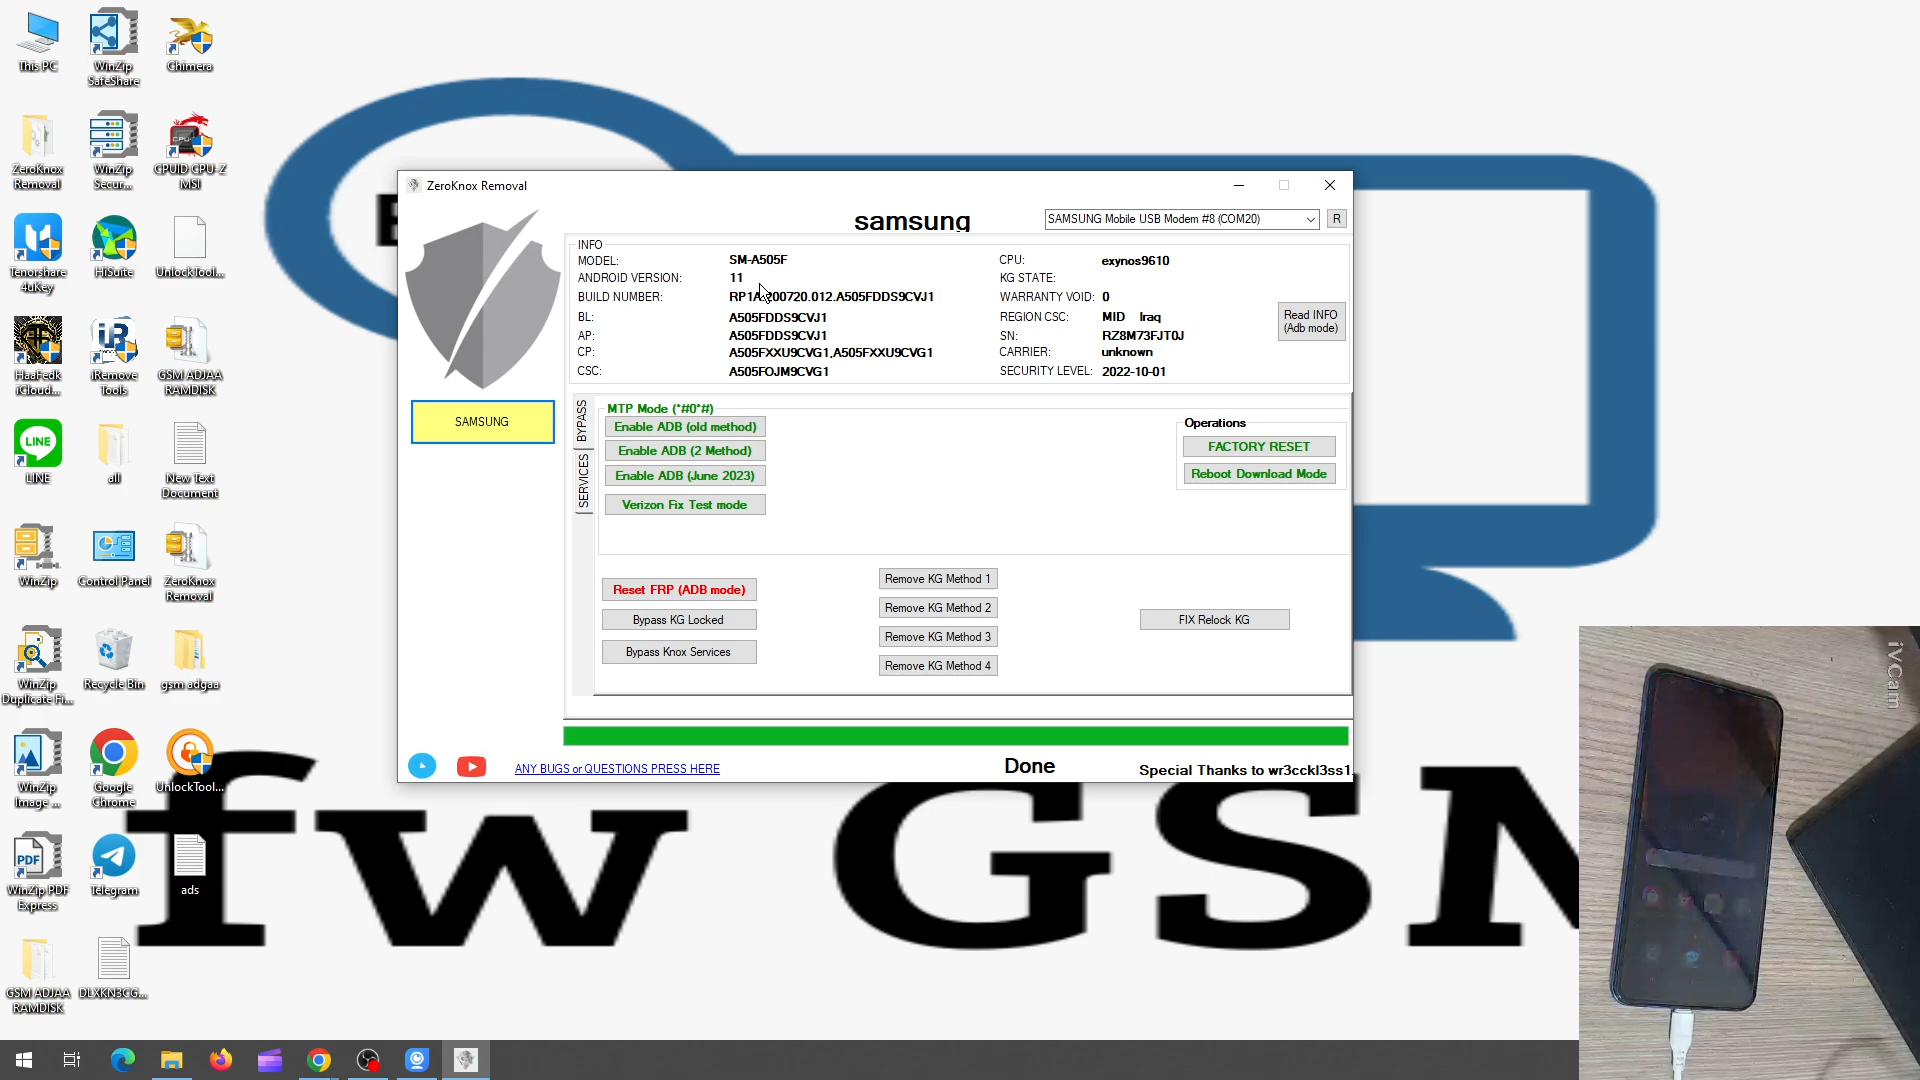 This PC
WinZip
SafeShare
Chimera
ZeroKnox
Removal
WinZip
Secur...
CPUID CPU-Z
MSI
Tenorshare
4uKey
HiSuite
UnlockTool...
HaaFedk
iCloud...
iRemove
Tools
GSM ADJAA
RAMDISK
LINE
all
New Text
Document
WinZip
Control Panel
ZeroKnox
Removal
WinZip
Duplicate Fi...
Recycle Bin
gsm adgaa
WinZip
Image ...
Google
Chrome
UnlockTool...
WinZip PDF
Express
Telegram
ads
GSM ADJAA
RAMDISK
DLXKN3CG...
ZeroKnox Removal
samsung
SAMSUNG Mobile USB Modem #8 (COM20)
R
INFO
MODEL: SM-A505F
ANDROID VERSION: 11
BUILD NUMBER: RP1A.200720.012.A505FDDS9CVJ1
BL: A505FDDS9CVJ1
AP: A505FDDS9CVJ1
CP: A505FXXU9CVG1,A505FXXU9CVG1
CSC: A505FOJM9CVG1
CPU: exynos9610
KG STATE:
WARRANTY VOID: 0
REGION CSC: MID Iraq
SN: RZ8M73FJT0J
CARRIER: unknown
SECURITY LEVEL: 2022-10-01
Read INFO
(Adb mode)
SAMSUNG
BYPASS
SERVICES
MTP Mode (*#0*#)
Enable ADB (old method)
Enable ADB (2 Method)
Enable ADB (June 2023)
Verizon Fix Test mode
Operations
FACTORY RESET
Reboot Download Mode
Reset FRP (ADB mode)
Bypass KG Locked
Bypass Knox Services
Remove KG Method 1
Remove KG Method 2
Remove KG Method 3
Remove KG Method 4
FIX Relock KG
ANY BUGS or QUESTIONS PRESS HERE
Done
Special Thanks to wr3cckl3ss1
fw GSM
iVCam